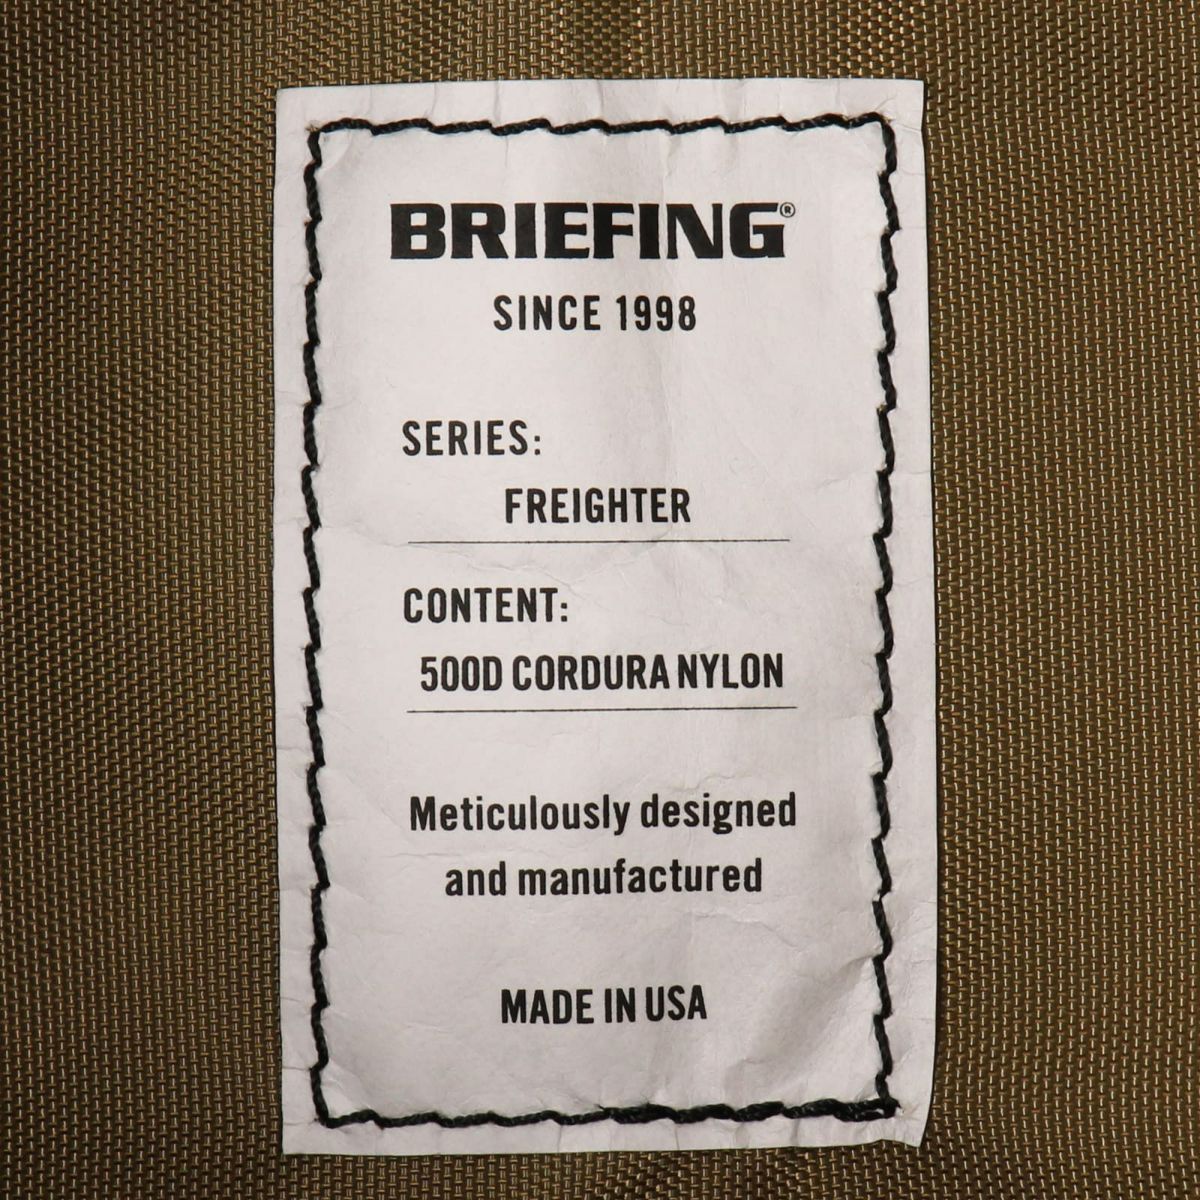 BRIEFING®
SINCE 1998
SERIES:
FREIGHTER
CONTENT:
500D CORDURA NYLON
Meticulously designed
and manufactured
MADE IN USA